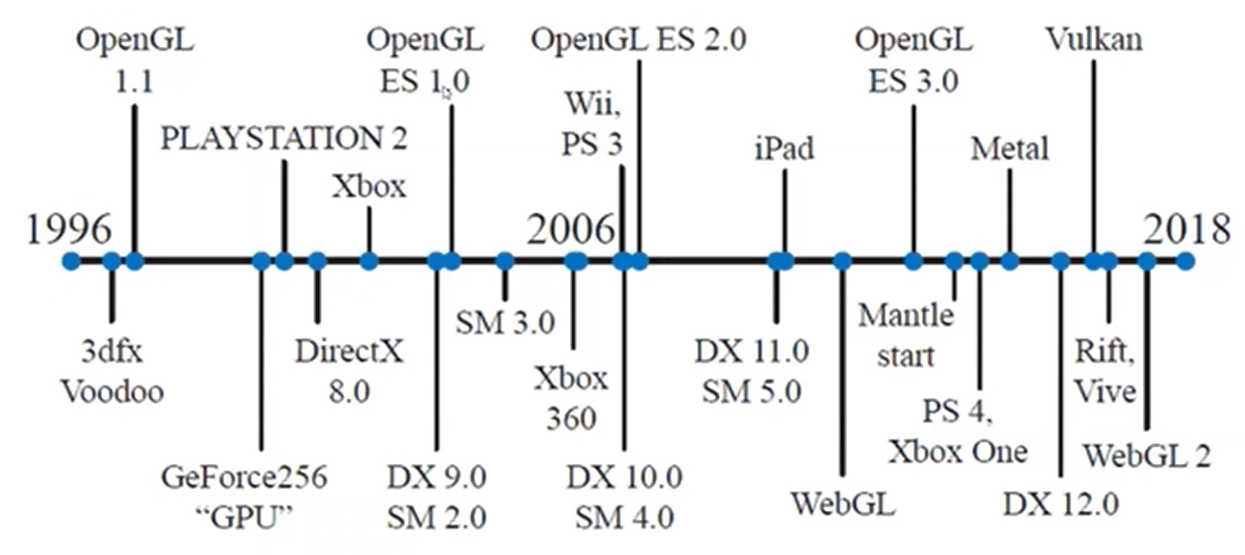 OpenGL
1.1
OpenGL
ES 1.0
OpenGL ES 2.0
OpenGL
ES 3.0
Vulkan
Wii,
PS 3
PLAYSTATION 2
iPad
Metal
Xbox
1996
2006
2018
3dfx
Voodoo
DirectX
8.0
SM 3.0
Xbox
360
DX 11.0
SM 5.0
Mantle
start
Rift,
Vive
PS 4,
Xbox One
WebGL 2
GeForce256
“GPU”
DX 9.0
SM 2.0
DX 10.0
SM 4.0
WebGL
DX 12.0